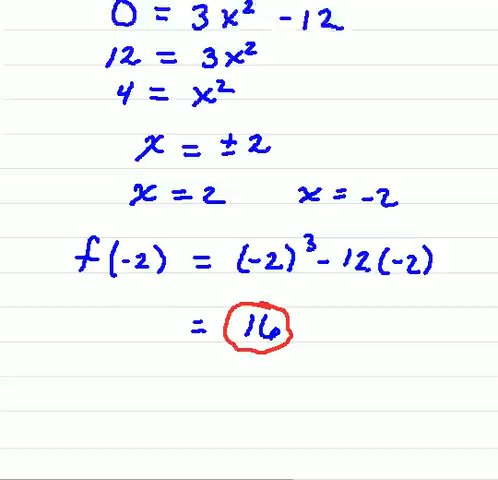 0 = 3x² - 12
12 = 3x²
4 = x²
x = ±2
x = 2 x = -2
f(-2) = (-2)³ - 12(-2)
= 16